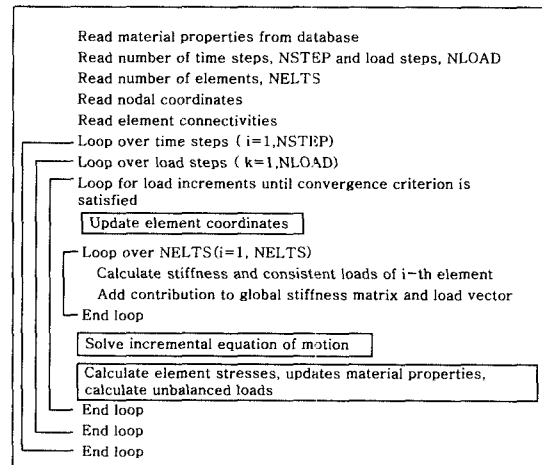 Read material properties from database
Read number of time steps, NSTEP and load steps, NLOAD
Read number of elements, NELTS
Read nodal coordinates
Read element connectivities
Loop over time steps ( i=1,NSTEP)
Loop over load steps ( k=1,NLOAD)
Loop for load increments until convergence criterion is
satisfied
Update element coordinates
Loop over NELTS(i=1, NELTS)
Calculate stiffness and consistent loads of i-th element
Add contribution to global stiffness matrix and load vector
End loop
Solve incremental equation of motion
Calculate element stresses, updates material properties,
calculate unbalanced loads
End loop
End loop
End loop